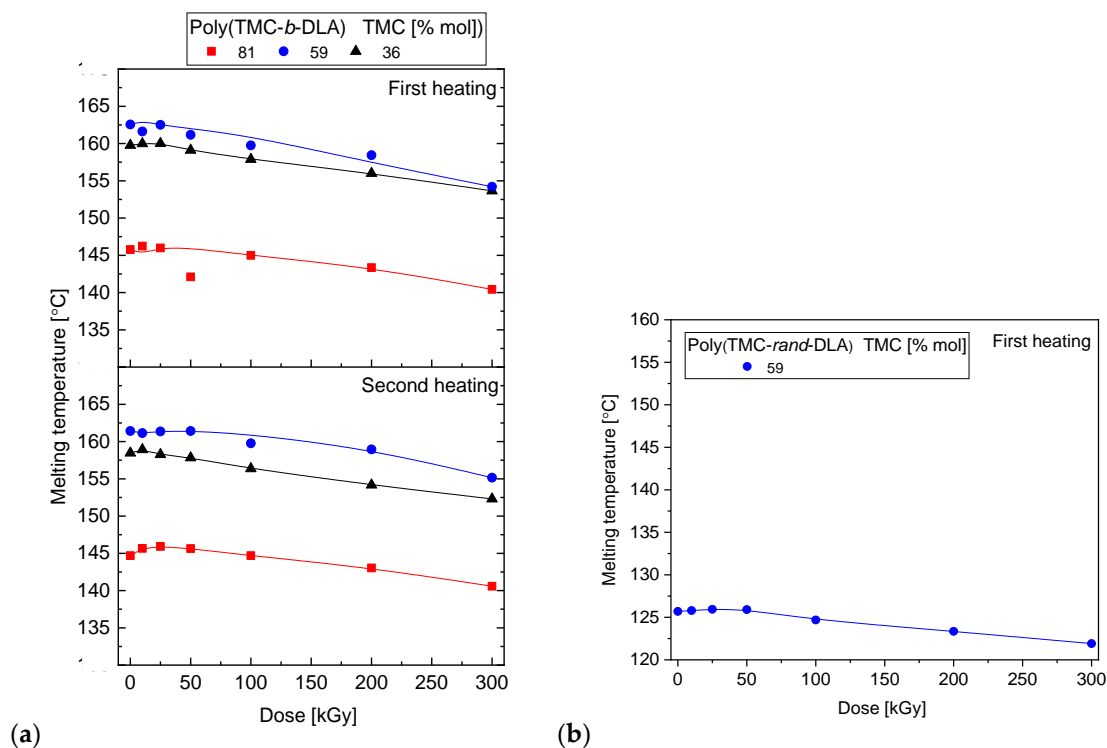 Poly(TMC-b-DLA) TMC [% mol])
81 59 36
First heating
165
160
155
150
145
140
135
Second heating
165
160
155
150
145
140
135
Melting temperature [°C]
0 50 100 150 200 250 300
Dose [kGy]
(a)
160
155
150
145
140
135
130
125
120
Poly(TMC-rand-DLA) TMC [% mol]
59
First heating
Melting temperature [°C]
0 50 100 150 200 250 300
Dose [kGy]
(b)